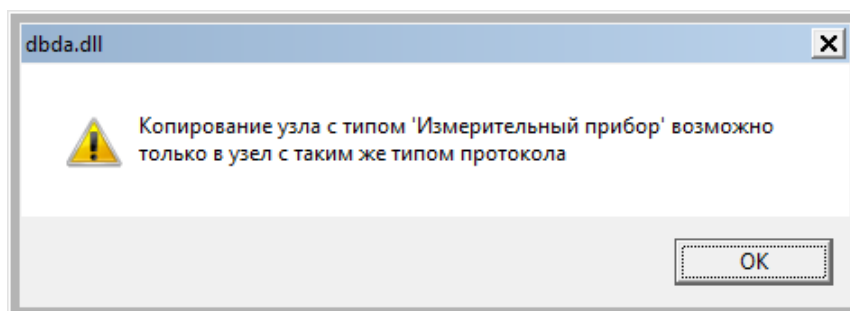 dbda.dll
Копирование узла с типом 'Измерительный прибор' возможно
только в узел с таким же типом протокола
OK